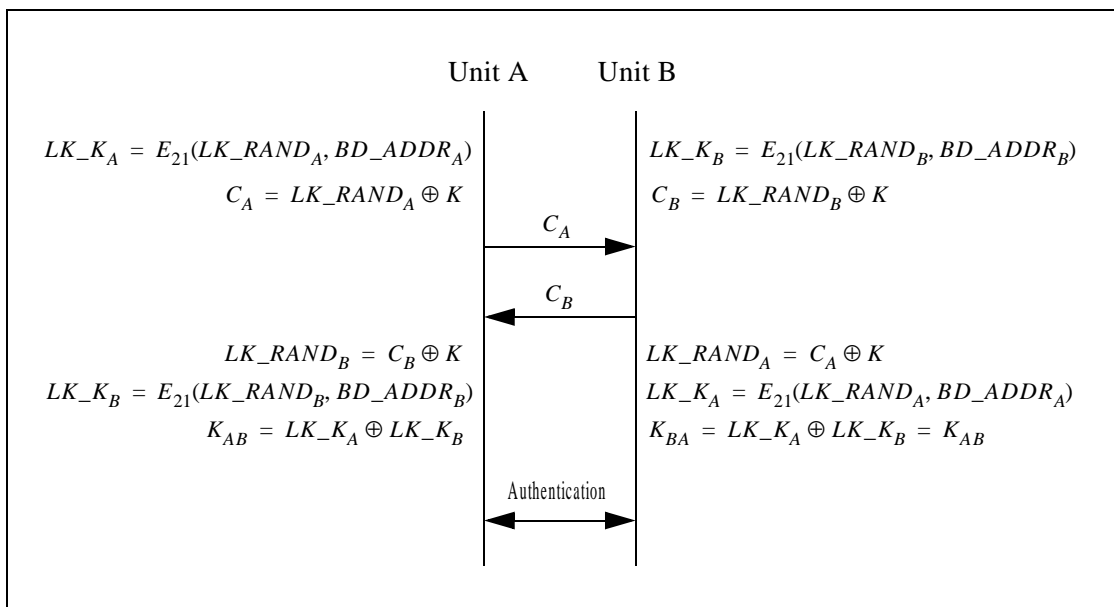 Unit A Unit B
LK_K_A = E_21(LK_RAND_A, BD_ADDR_A) LK_K_B = E_21(LK_RAND_B, BD_ADDR_B)
C_A = LK_RAND_A ⊕ K C_B = LK_RAND_B ⊕ K
C_A
C_B
LK_RAND_B = C_B ⊕ K LK_RAND_A = C_A ⊕ K
LK_K_B = E_21(LK_RAND_B, BD_ADDR_B) LK_K_A = E_21(LK_RAND_A, BD_ADDR_A)
K_AB = LK_K_A ⊕ LK_K_B K_BA = LK_K_A ⊕ LK_K_B = K_AB
Authentication